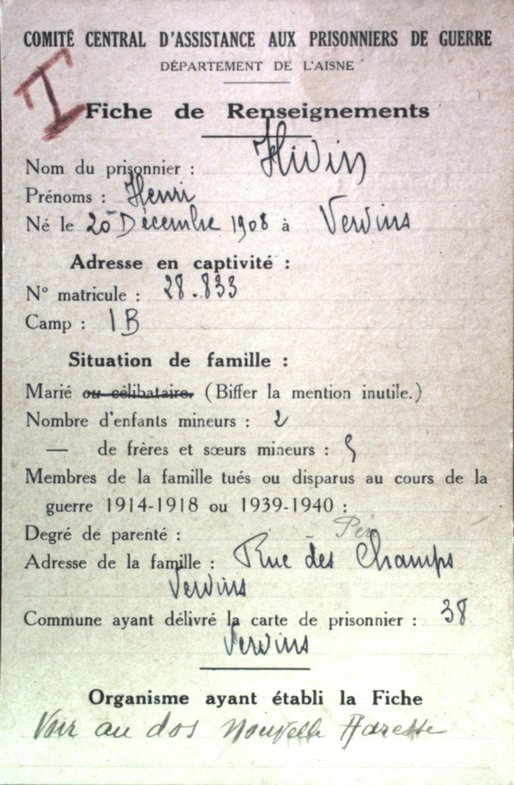 COMITÉ CENTRAL D'ASSISTANCE AUX PRISONNIERS DE GUERRE
DÉPARTEMENT DE L'AISNE
I
Fiche de Renseignements
Nom du prisonnier : Hivin
Prénoms : Henri
Né le 20 Décembre 1908 à Vervins
Adresse en captivité :
N° matricule : 28.833
Camp : I B
Situation de famille :
Marié ou célibataire. (Biffer la mention inutile.)
Nombre d'enfants mineurs : 2
— de frères et sœurs mineurs : 5
Membres de la famille tués ou disparus au cours de la
guerre 1914-1918 ou 1939-1940 :
Degré de parenté :
Adresse de la famille : Rue des Champs
Vervins
Commune ayant délivré la carte de prisonnier : 38
Vervins
Organisme ayant établi la Fiche
Voir au dos Nouvelle Adresse